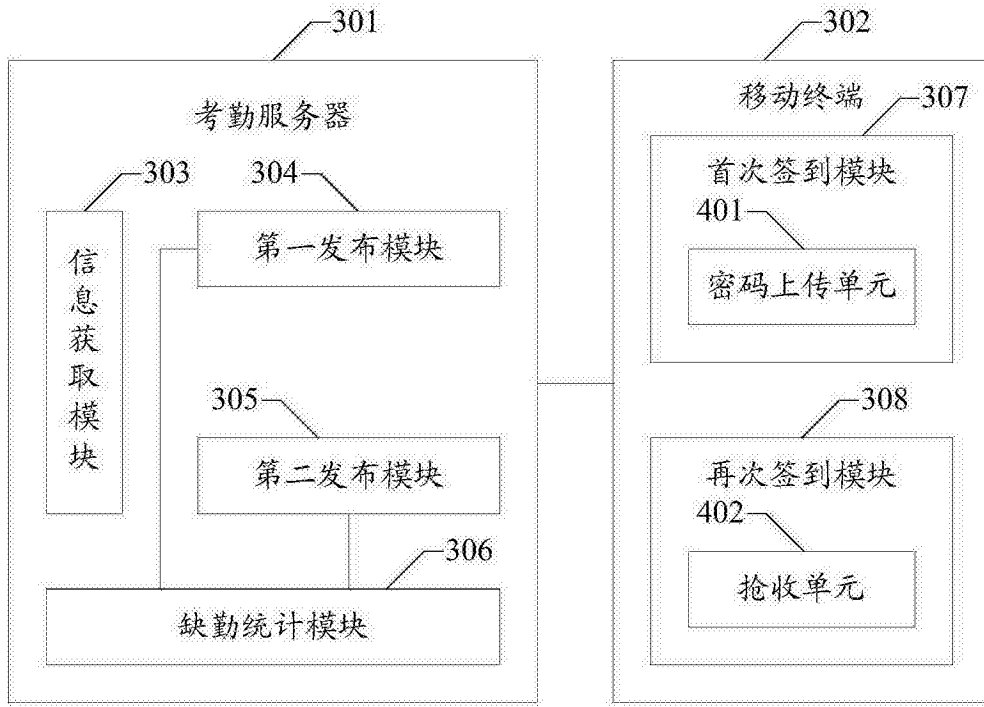 301
302
考勤服务器
移动终端
307
303
304
首次签到模块
信息获取模块
第一发布模块
401
密码上传单元
305
308
第二发布模块
再次签到模块
402
306
抢收单元
缺勤统计模块